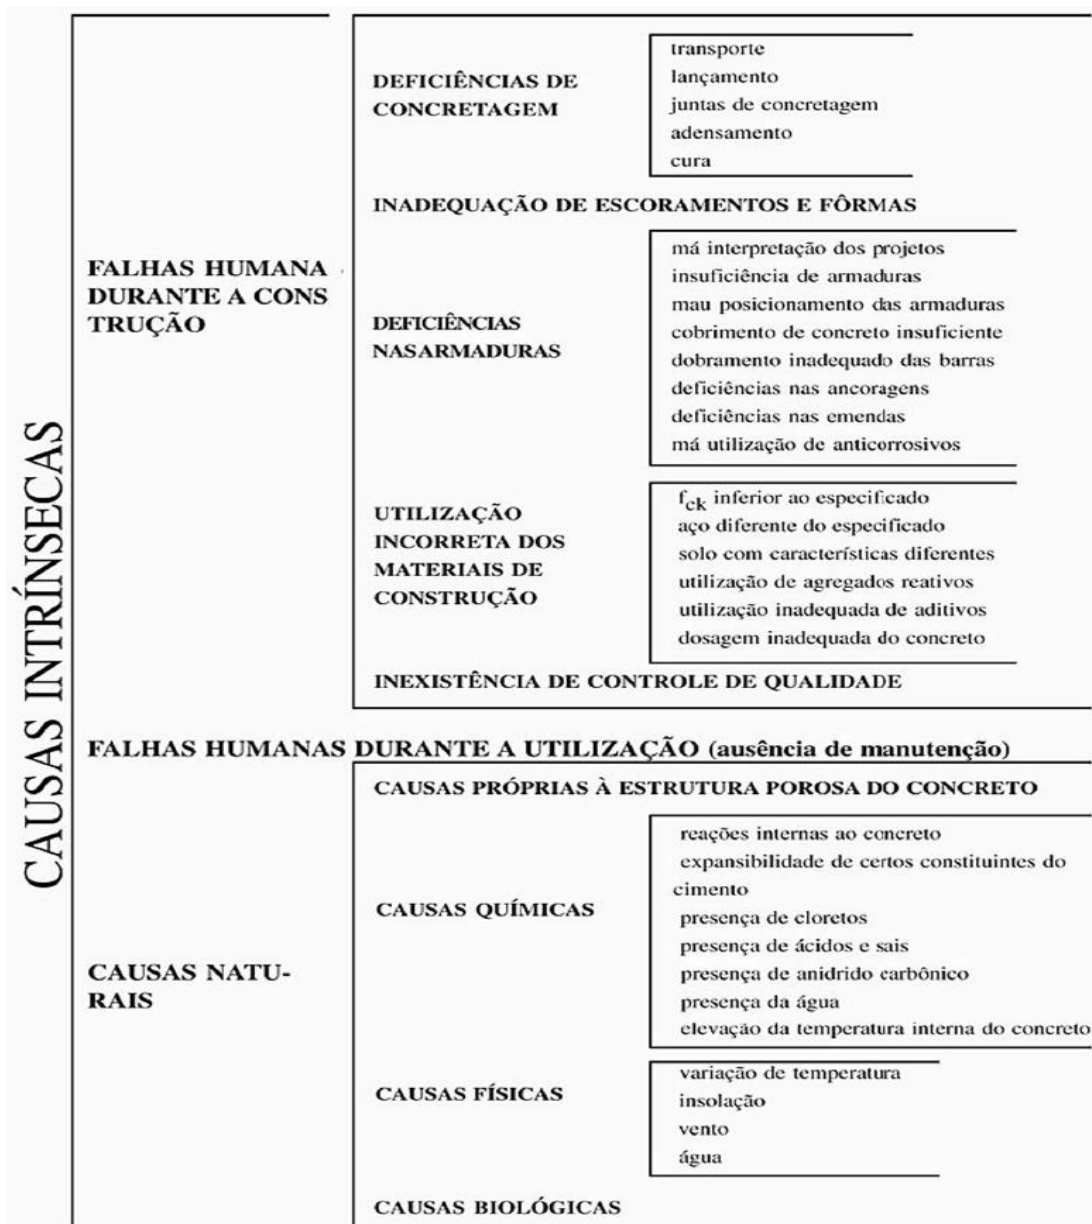 CAUSAS INTRÍNSECAS
FALHAS HUMANA
DURANTE A CONS
TRUÇÃO
DEFICIÊNCIAS DE
CONCRETAGEM
transporte
lançamento
juntas de concretagem
adensamento
cura
INADEQUAÇÃO DE ESCORAMENTOS E FÔRMAS
DEFICIÊNCIAS
NASARMADURAS
má interpretação dos projetos
insuficiência de armaduras
mau posicionamento das armaduras
cobrimento de concreto insuficiente
dobramento inadequado das barras
deficiências nas ancoragens
deficiências nas emendas
má utilização de anticorrosivos
UTILIZAÇÃO
INCORRETA DOS
MATERIAIS DE
CONSTRUÇÃO
fck inferior ao especificado
aço diferente do especificado
solo com características diferentes
utilização de agregados reativos
utilização inadequada de aditivos
dosagem inadequada do concreto
INEXISTÊNCIA DE CONTROLE DE QUALIDADE
FALHAS HUMANAS DURANTE A UTILIZAÇÃO (ausência de manutenção)
CAUSAS NATU-
RAIS
CAUSAS PRÓPRIAS À ESTRUTURA POROSA DO CONCRETO
CAUSAS QUÍMICAS
reações internas ao concreto
expansibilidade de certos constituintes do
cimento
presença de cloretos
presença de ácidos e sais
presença de anidrido carbônico
presença da água
elevação da temperatura interna do concreto
CAUSAS FÍSICAS
variação de temperatura
insolação
vento
água
CAUSAS BIOLÓGICAS